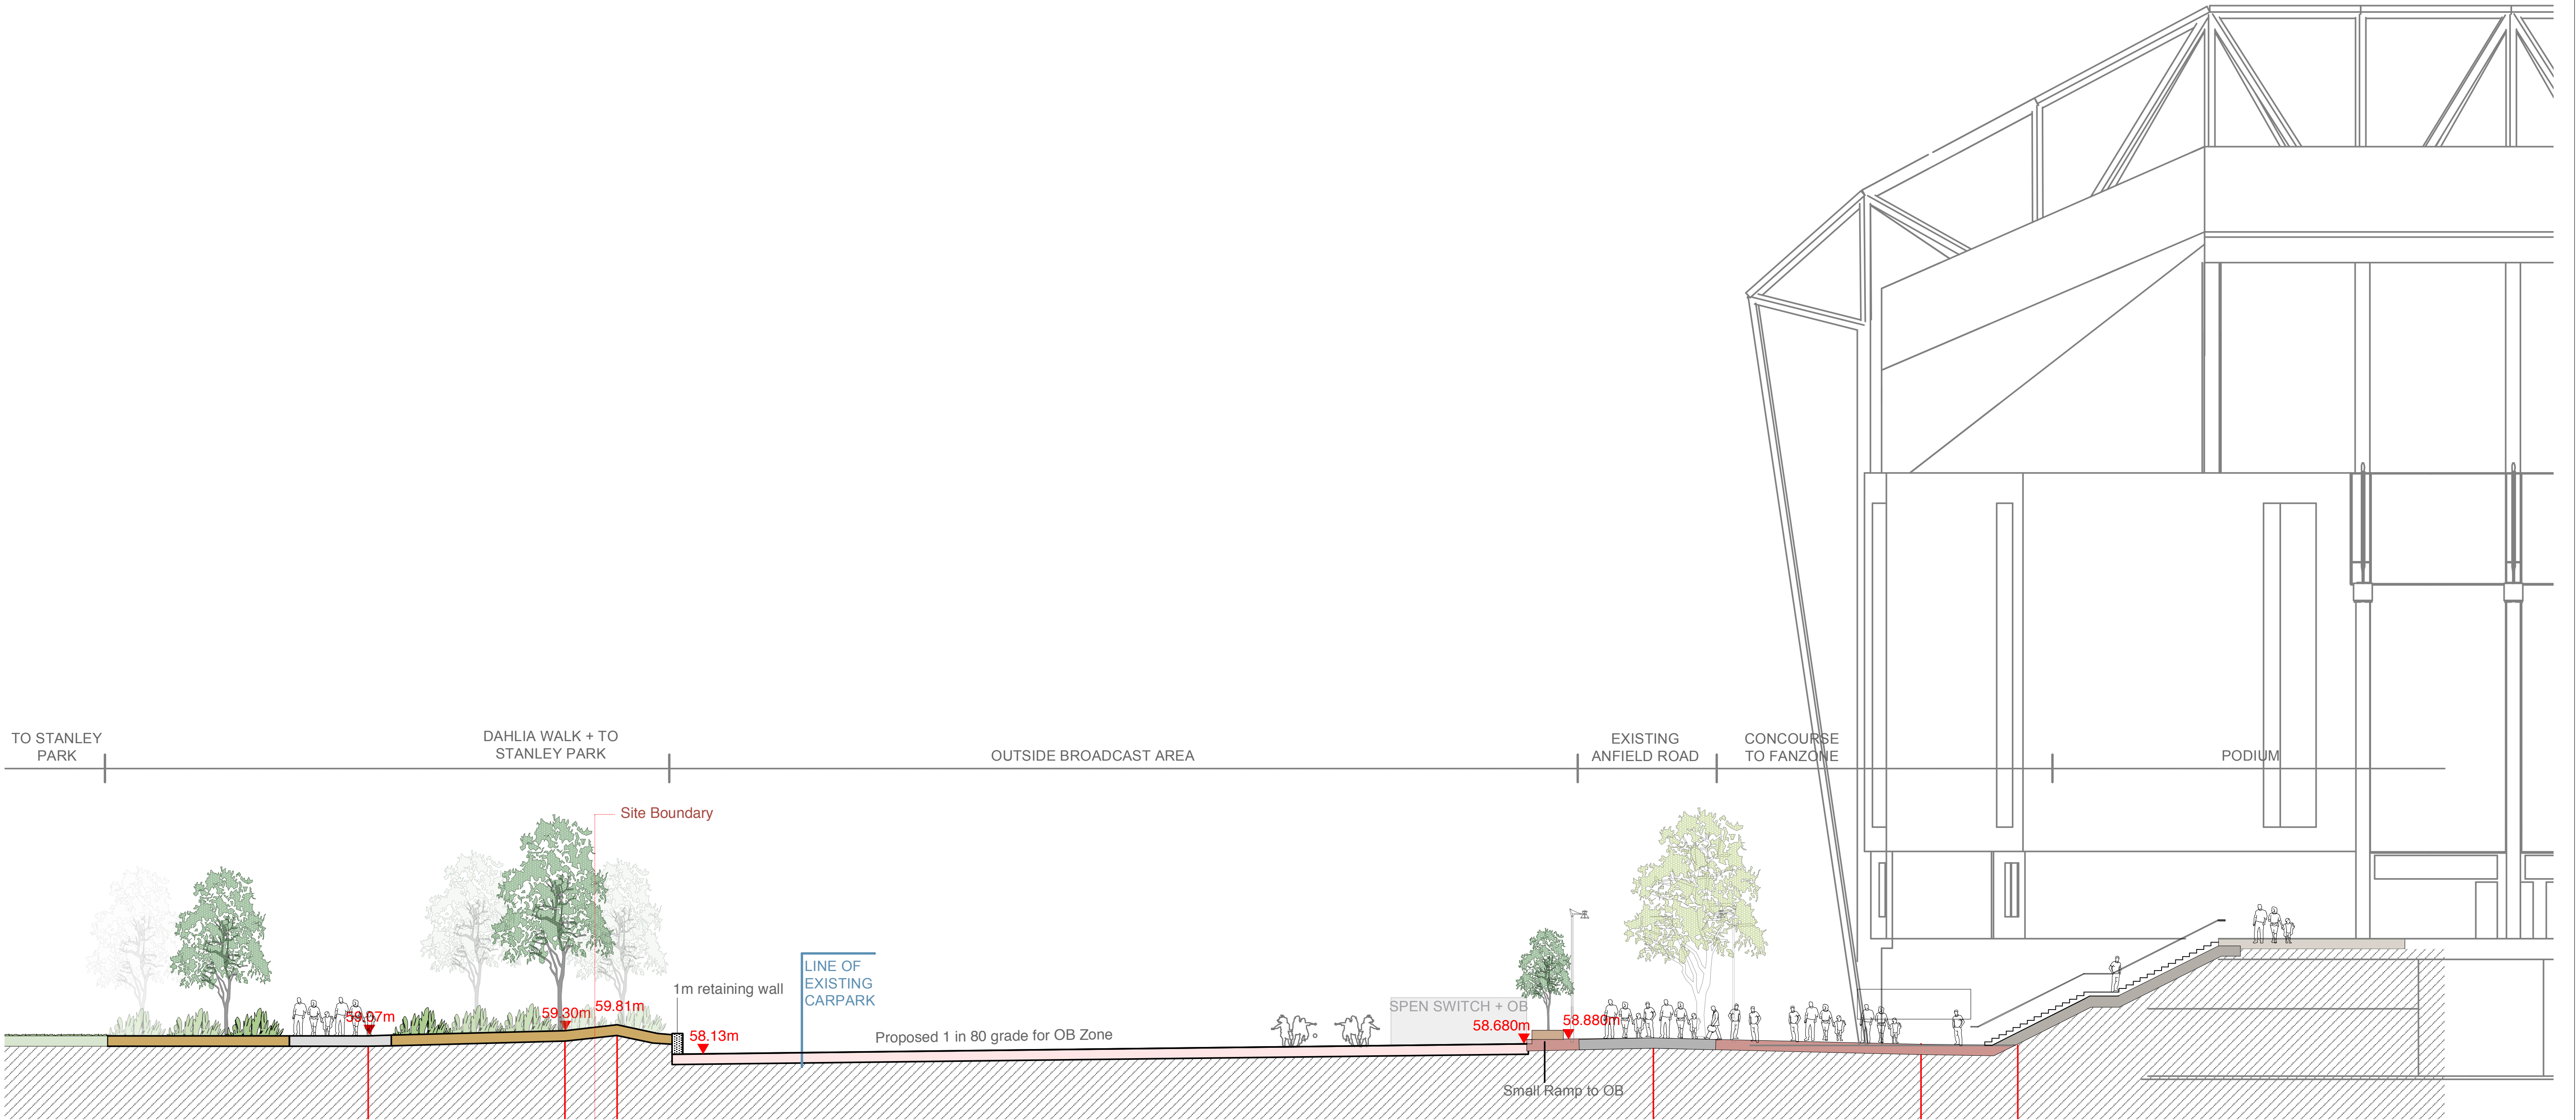 TO STANLEY
PARK
DAHLIA WALK + TO
STANLEY PARK
OUTSIDE BROADCAST AREA
EXISTING
ANFIELD ROAD
CONCOURSE
TO FANZONE
PODIUM
Site Boundary
LINE OF
EXISTING
CARPARK
1m retaining wall
59.07m
59.30m
59.81m
58.13m
Proposed 1 in 80 grade for OB Zone
SPEN SWITCH + OB
58.680m
58.880m
Small Ramp to OB